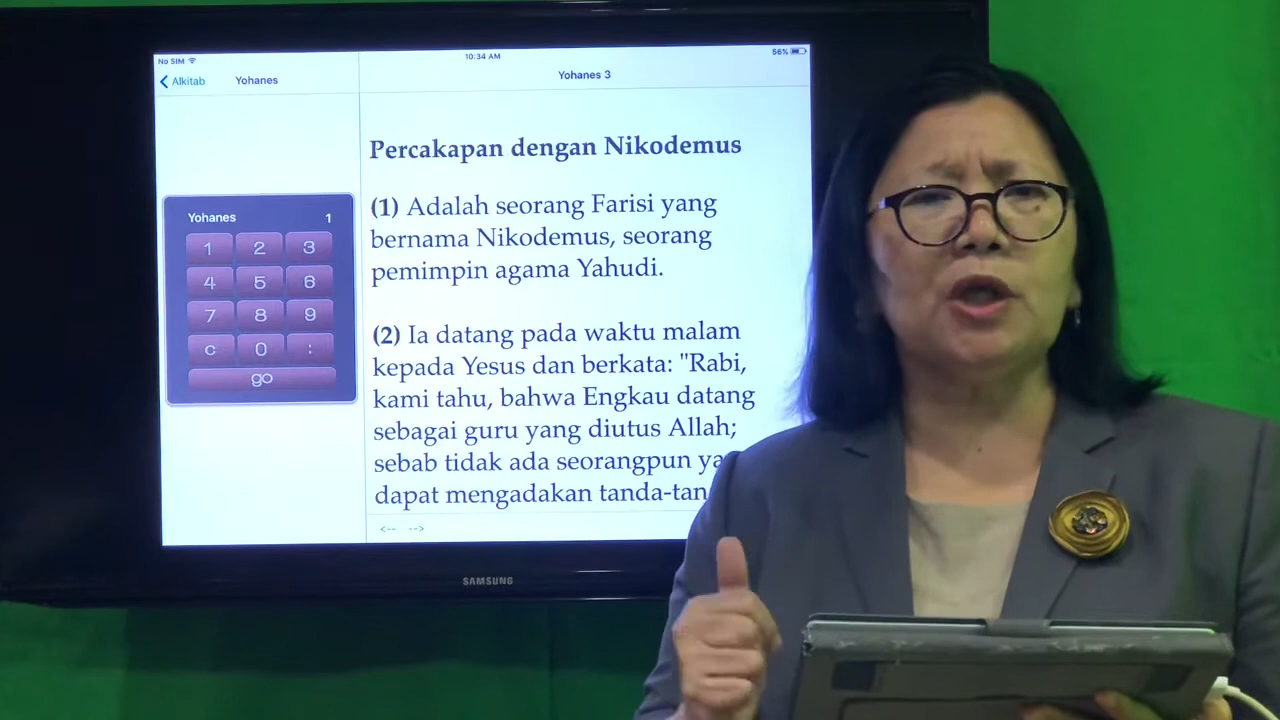 No SIM
10:34 AM
56%
Alkitab
Yohanes
Yohanes 3
Percakapan dengan Nikodemus
(1) Adalah seorang Farisi yang
bernama Nikodemus, seorang
pemimpin agama Yahudi.
(2) Ia datang pada waktu malam
kepada Yesus dan berkata: "Rabi,
kami tahu, bahwa Engkau datang
sebagai guru yang diutus Allah;
sebab tidak ada seorangpun
dapat mengadakan
<-- -->
Yohanes 1
1 2 3
4 5 6
7 8 9
c 0 :
go
SAMSUNG